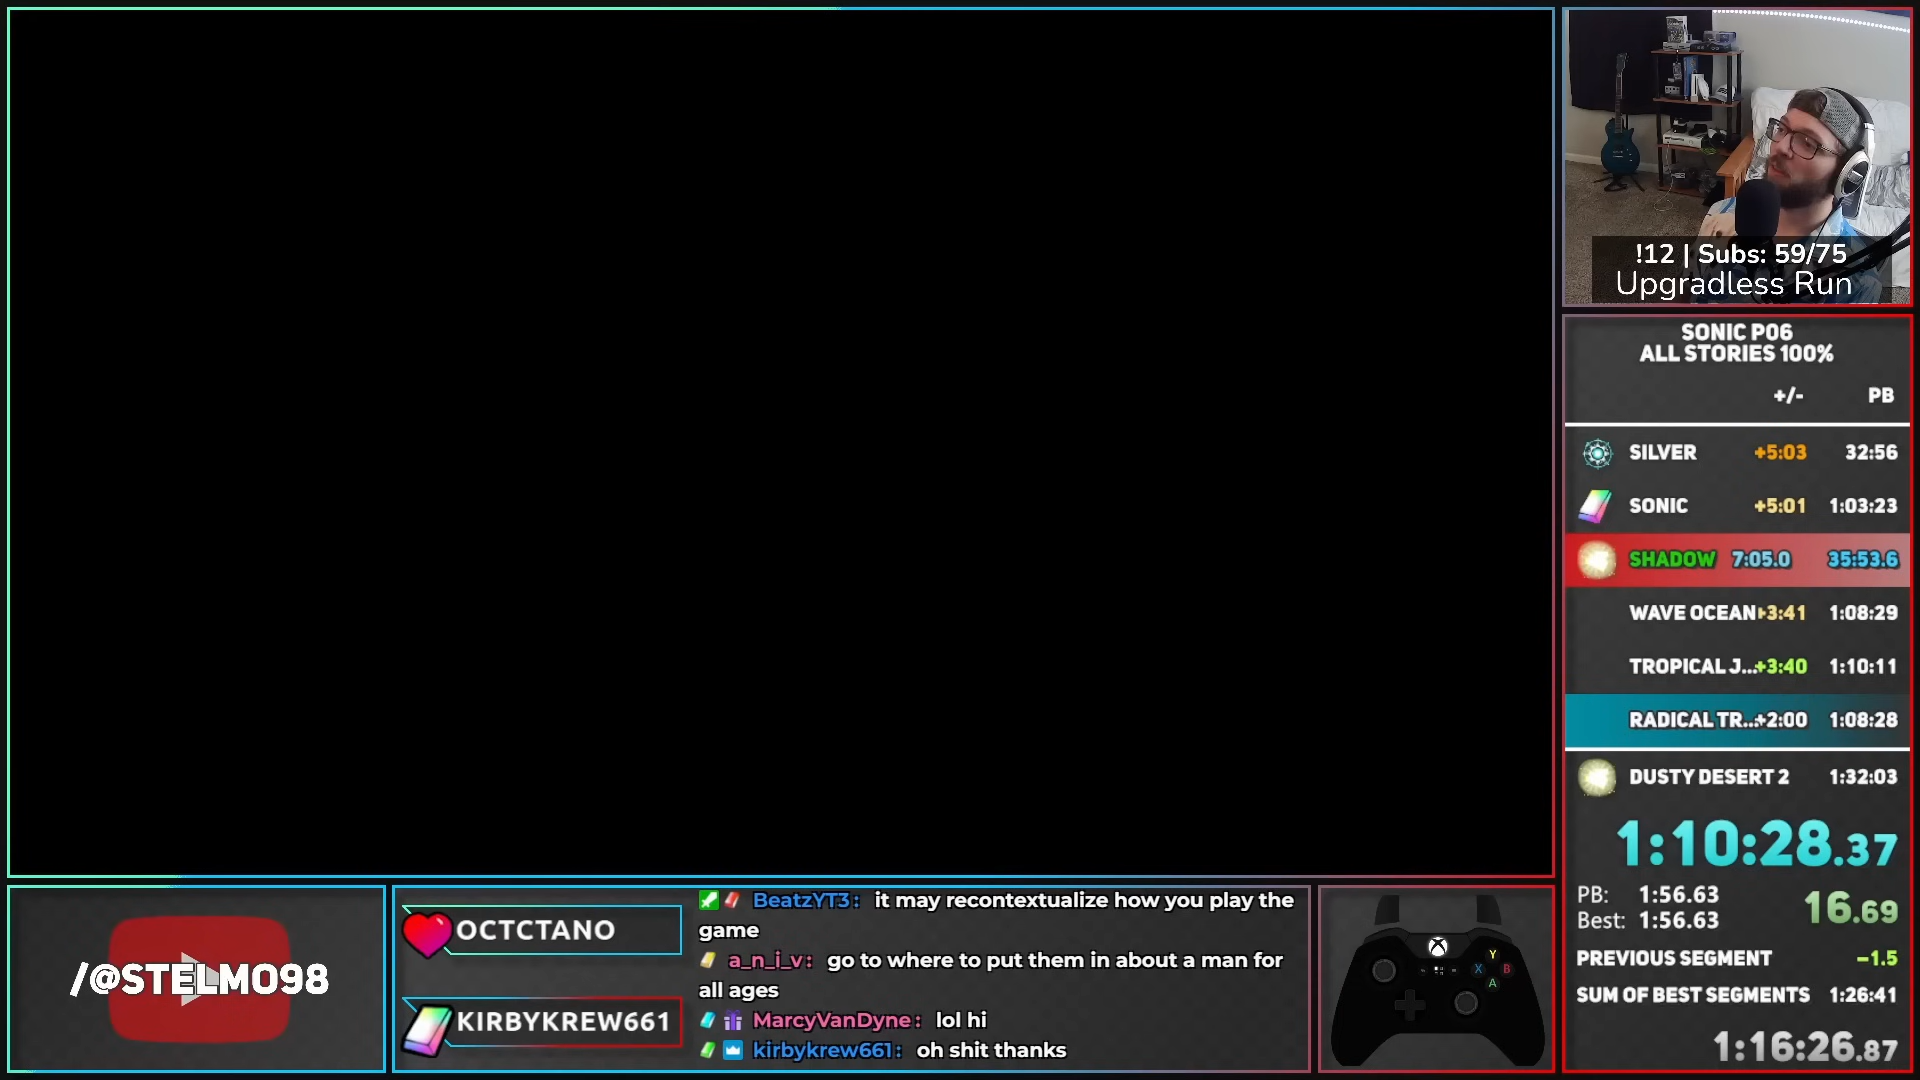 !12 | Subs: 59/75
Upgradless Run
SONIC P06
ALL STORIES 100%
+/- PB
SILVER +5:03 32:56
SONIC +5:01 1:03:23
SHADOW 7:05.0 35:53.6
WAVE OCEAN +3:41 1:08:29
TROPICAL J... +3:40 1:10:11
RADICAL TR... +2:00 1:08:28
DUSTY DESERT 2 1:32:03
1:10:28.37
PB: 1:56.63
Best: 1:56.63
16.69
PREVIOUS SEGMENT −1.5
SUM OF BEST SEGMENTS 1:26:41
1:16:26.87
/@STELMO98
OCTCTANO
KIRBYKREW661
BeatzYT3: it may recontextualize how you play the
game
a_n_i_v: go to where to put them in about a man for
all ages
MarcyVanDyne: lol hi
kirbykrew661: oh shit thanks
Y
X B
A